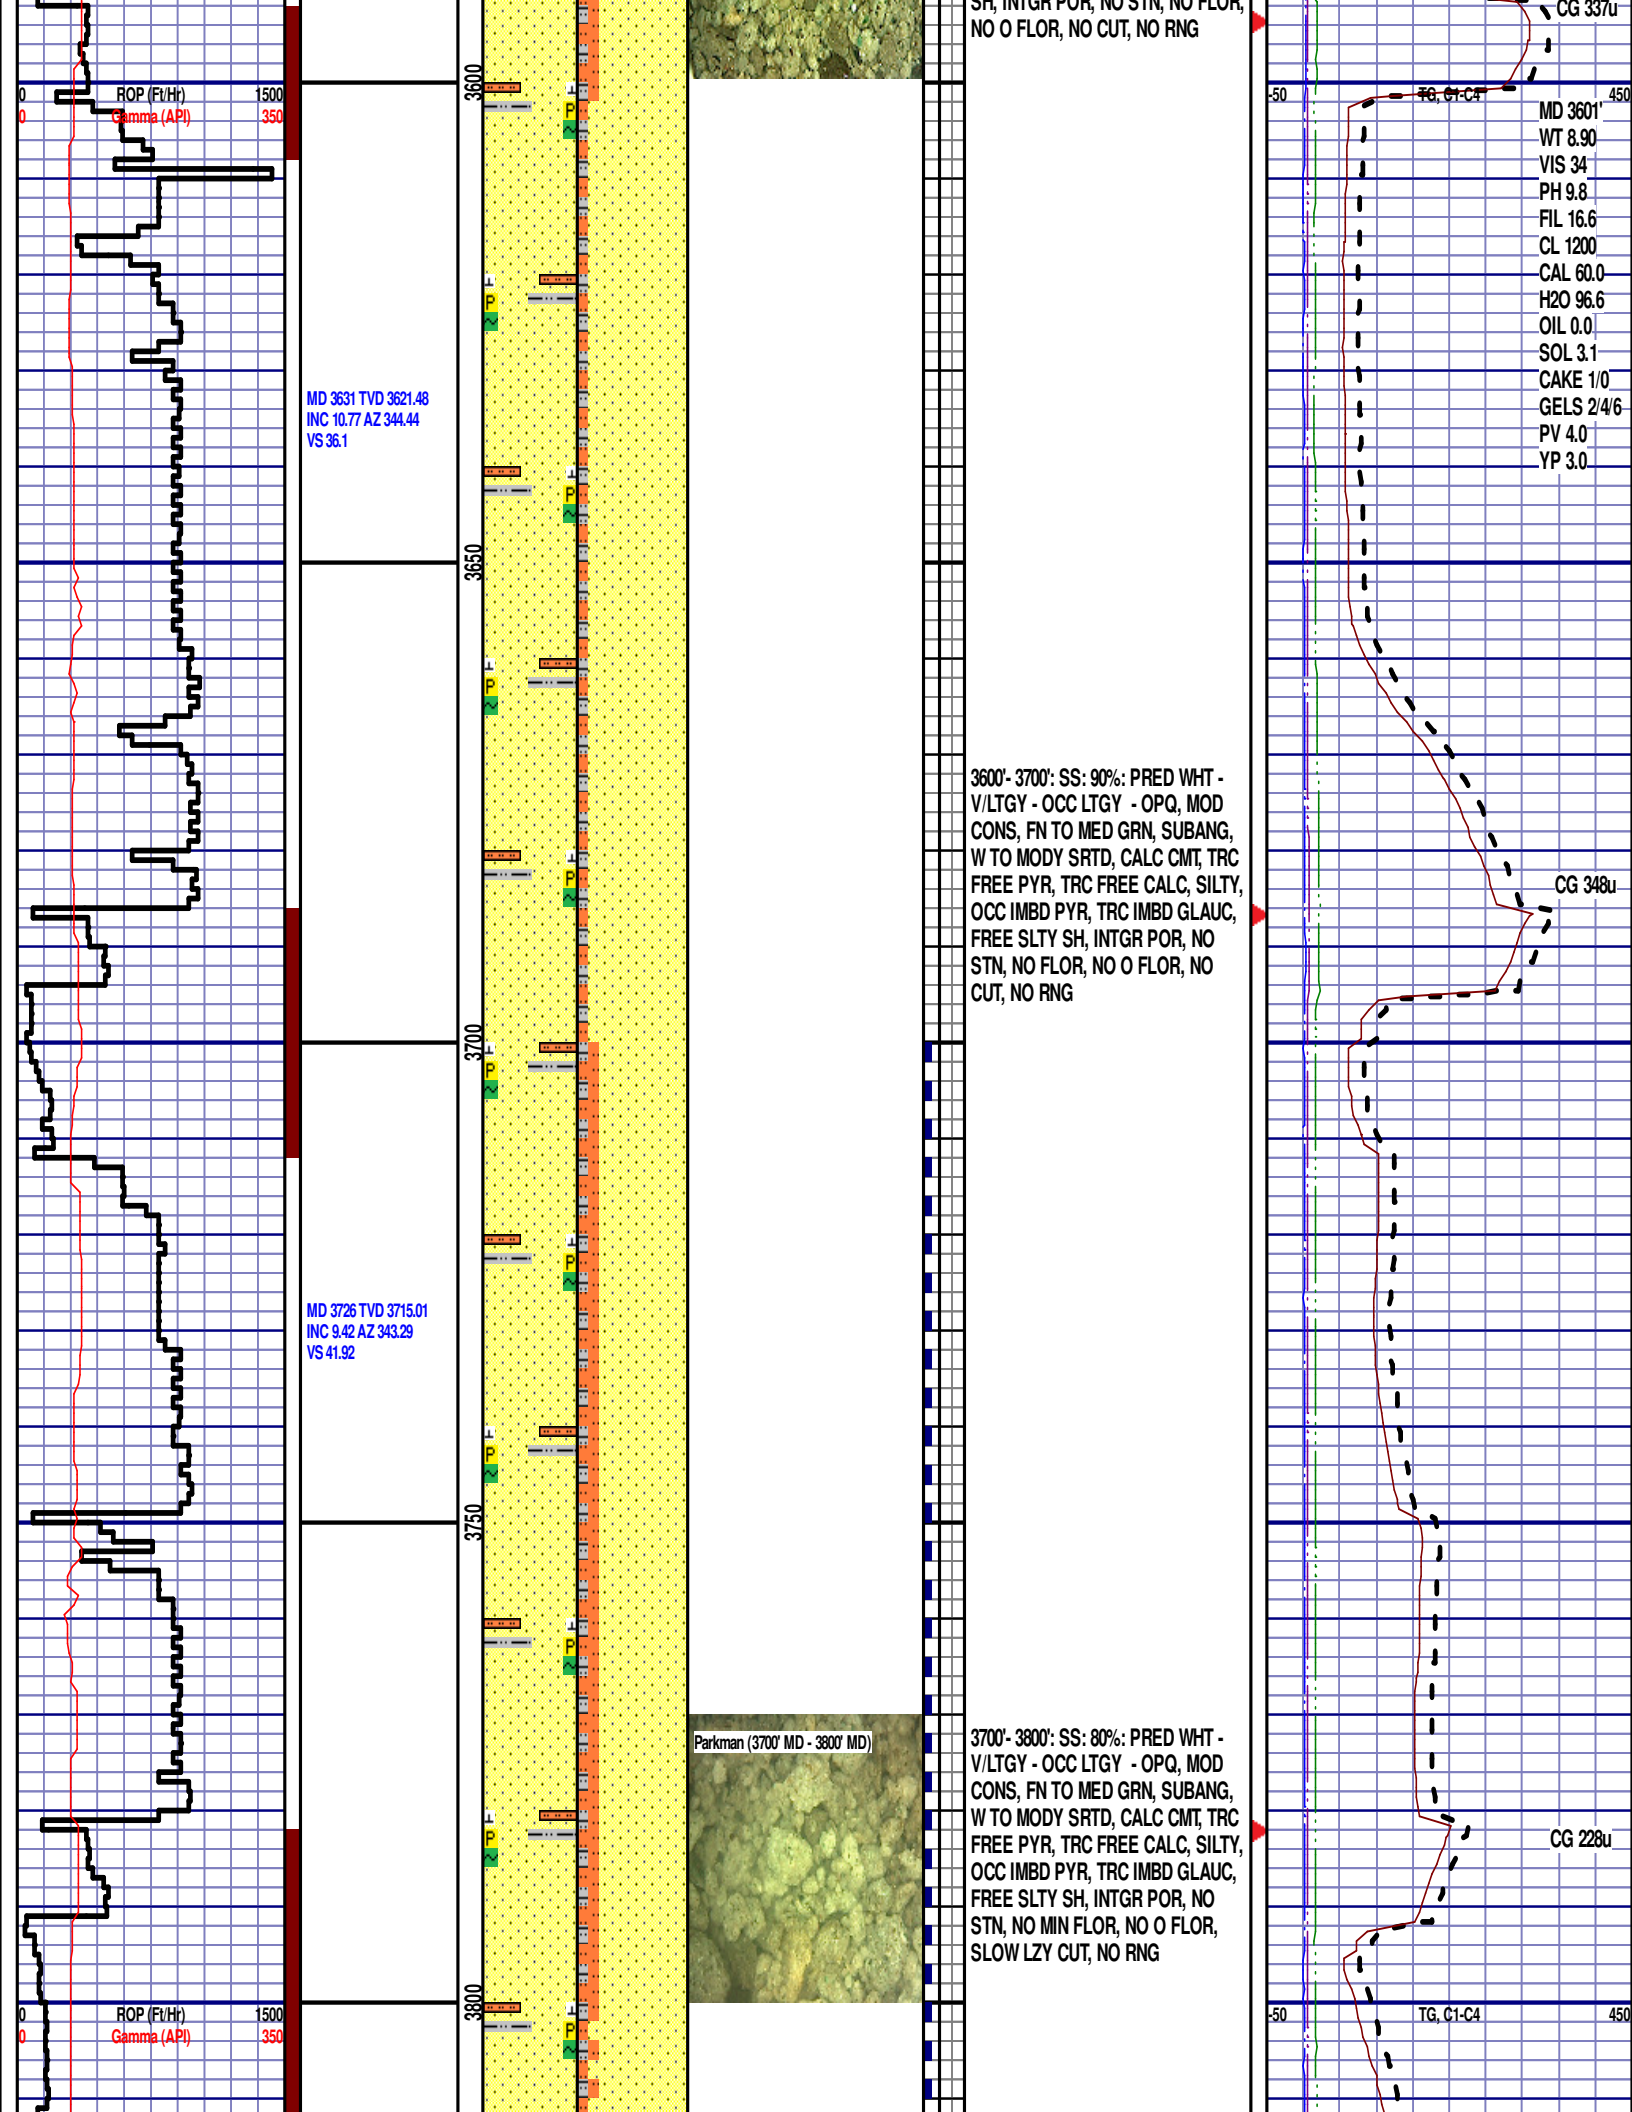 SH, INTGR POR, NO STN, NO FLOR,
NO O FLOR, NO CUT, NO RNG
CG 337u
3600
0 ROP (Ft/Hr) 1500
0 Gamma (API) 350
-50 TG, C1-C4 450
MD 3601'
WT 8.90
VIS 34
PH 9.8
FIL 16.6
CL 1200
CAL 60.0
H2O 96.6
OIL 0.0
SOL 3.1
CAKE 1/0
GELS 2/4/6
PV 4.0
YP 3.0
MD 3631 TVD 3621.48
INC 10.77 AZ 344.44
VS 36.1
3650
3600'- 3700': SS: 90%: PRED WHT -
V/LTGY - OCC LTGY - OPQ, MOD
CONS, FN TO MED GRN, SUBANG,
W TO MODY SRTD, CALC CMT, TRC
FREE PYR, TRC FREE CALC, SILTY,
OCC IMBD PYR, TRC IMBD GLAUC,
FREE SLTY SH, INTGR POR, NO
STN, NO FLOR, NO O FLOR, NO
CUT, NO RNG
CG 348u
3700
MD 3726 TVD 3715.01
INC 9.42 AZ 343.29
VS 41.92
3750
Parkman (3700' MD - 3800' MD)
3700'- 3800': SS: 80%: PRED WHT -
V/LTGY - OCC LTGY - OPQ, MOD
CONS, FN TO MED GRN, SUBANG,
W TO MODY SRTD, CALC CMT, TRC
FREE PYR, TRC FREE CALC, SILTY,
OCC IMBD PYR, TRC IMBD GLAUC,
FREE SLTY SH, INTGR POR, NO
STN, NO MIN FLOR, NO O FLOR,
SLOW LZY CUT, NO RNG
CG 228u
3800
0 ROP (Ft/Hr) 1500
0 Gamma (API) 350
-50 TG, C1-C4 450
P
P
P
P
P
P
P
P
P
P
P